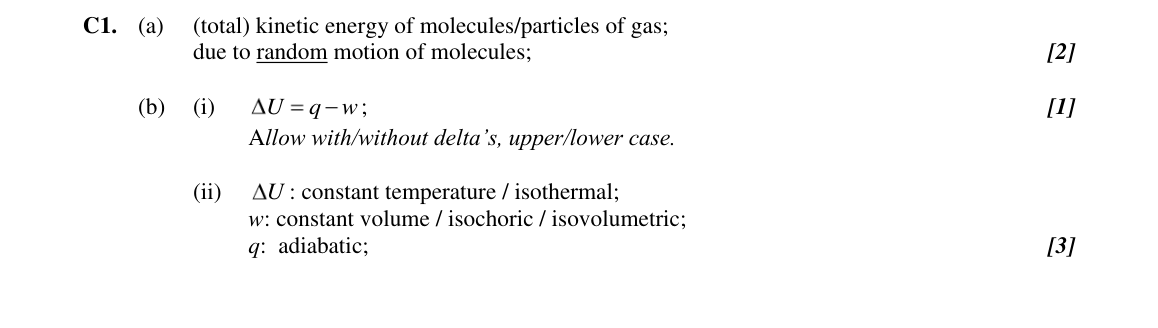 C1. (a) (total) kinetic energy of molecules/particles of gas;
due to random motion of molecules; [2]
(b) (i) ΔU = q − w; [1]
Allow with/without delta's, upper/lower case.
(ii) ΔU : constant temperature / isothermal;
w: constant volume / isochoric / isovolumetric;
q: adiabatic; [3]